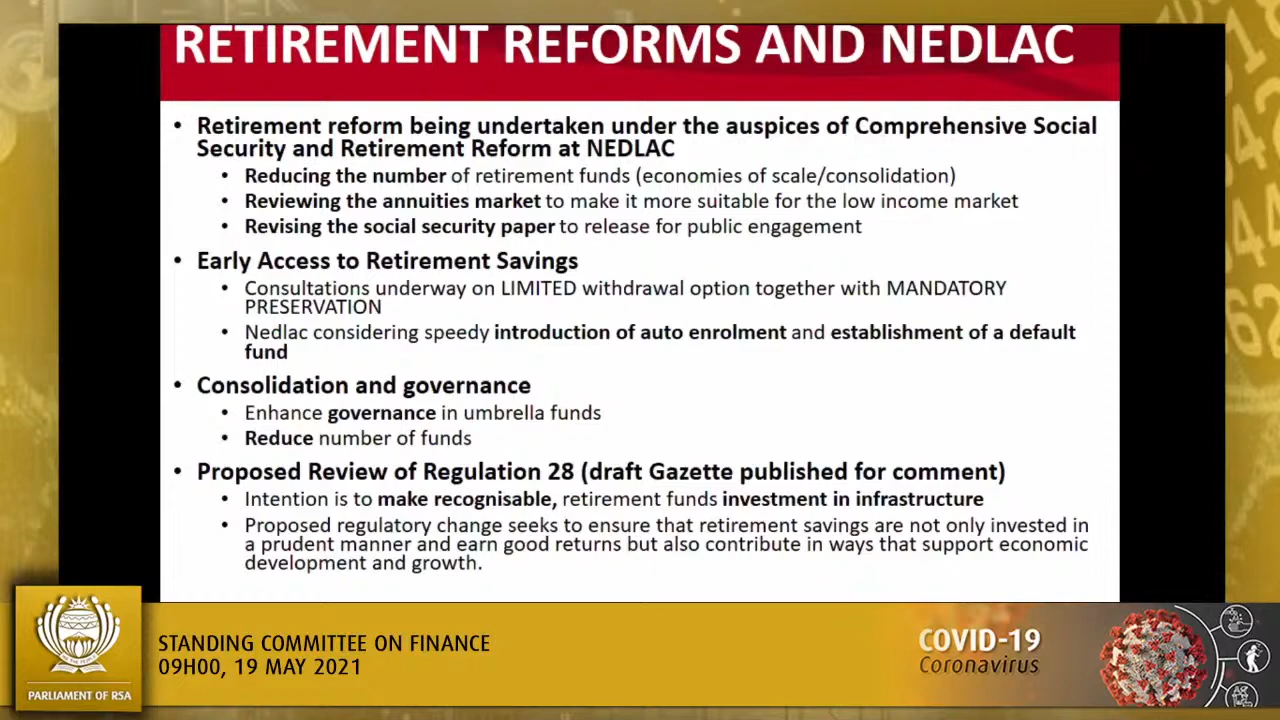 RETIREMENT REFORMS AND NEDLAC
• Retirement reform being undertaken under the auspices of Comprehensive Social
Security and Retirement Reform at NEDLAC
• Reducing the number of retirement funds (economies of scale/consolidation)
• Reviewing the annuities market to make it more suitable for the low income market
• Revising the social security paper to release for public engagement
• Early Access to Retirement Savings
• Consultations underway on LIMITED withdrawal option together with MANDATORY
PRESERVATION
• Nedlac considering speedy introduction of auto enrolment and establishment of a default
fund
• Consolidation and governance
• Enhance governance in umbrella funds
• Reduce number of funds
• Proposed Review of Regulation 28 (draft Gazette published for comment)
• Intention is to make recognisable, retirement funds investment in infrastructure
• Proposed regulatory change seeks to ensure that retirement savings are not only invested in
a prudent manner and earn good returns but also contribute in ways that support economic
development and growth.
STANDING COMMITTEE ON FINANCE
09H00, 19 MAY 2021
PARLIAMENT OF RSA
COVID-19
Coronavirus